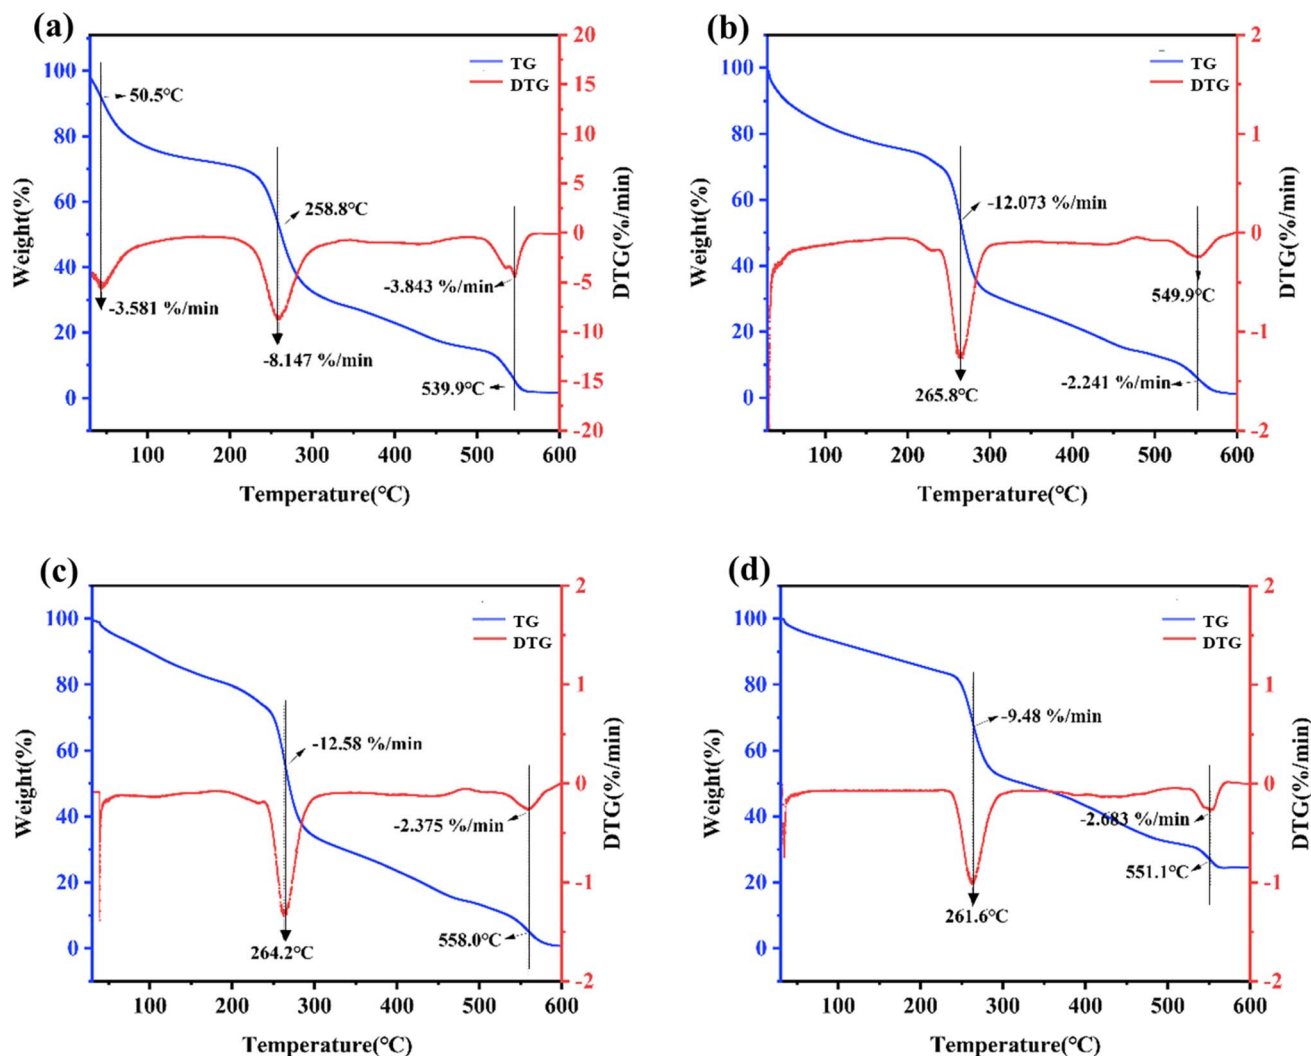 (a)
TG
DTG
50.5℃
258.8℃
-3.843 %/min
-3.581 %/min
-8.147 %/min
539.9℃
100
80
60
40
20
0
20
15
10
5
0
-5
-10
-15
-20
100 200 300 400 500 600
Weight(%)
DTG(%/min)
Temperature(℃)
(b)
TG
DTG
-12.073 %/min
549.9℃
-2.241 %/min
265.8℃
100
80
60
40
20
0
2
1
0
-1
-2
100 200 300 400 500 600
Weight(%)
DTG(%/min)
Temperature(℃)
(c)
TG
DTG
-12.58 %/min
-2.375 %/min
558.0℃
264.2℃
100
80
60
40
20
0
2
1
0
-1
-2
100 200 300 400 500 600
Weight(%)
DTG(%/min)
Temperature(℃)
(d)
TG
DTG
-9.48 %/min
-2.683 %/min
551.1℃
261.6℃
100
80
60
40
20
0
2
1
0
-1
-2
100 200 300 400 500 600
Weight(%)
DTG(%/min)
Temperature(℃)